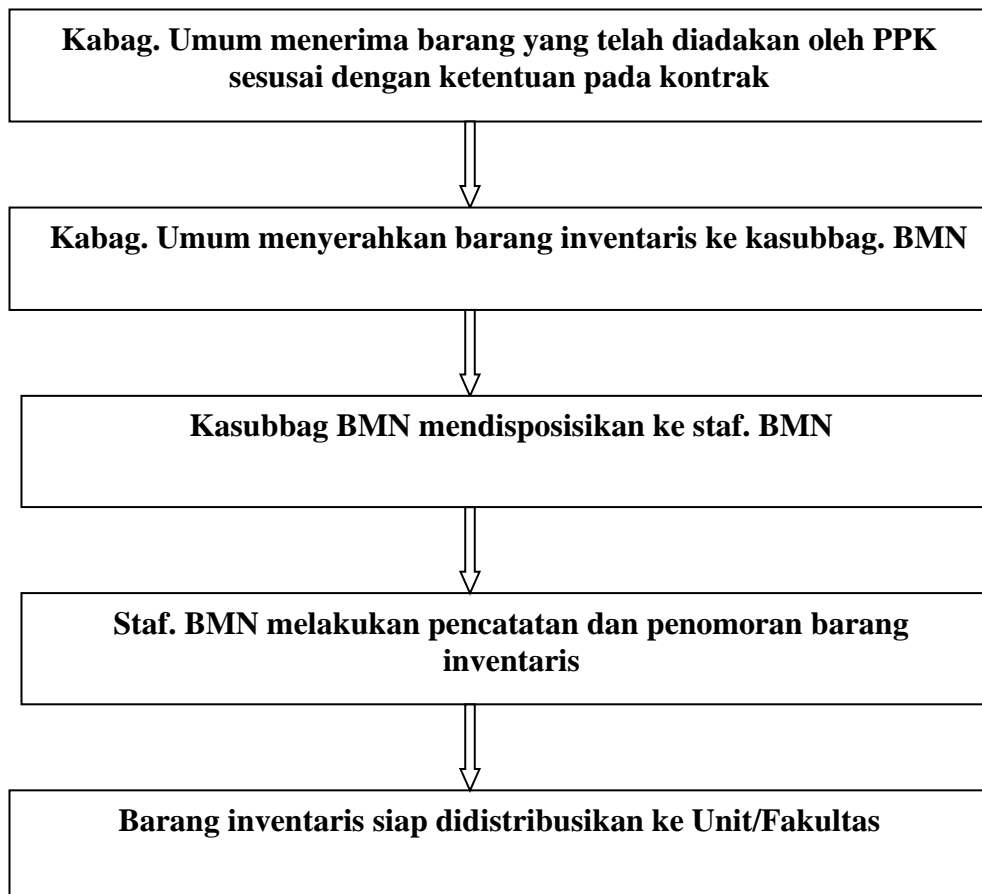 Kabag. Umum menerima barang yang telah diadakan oleh PPK
sesusai dengan ketentuan pada kontrak
Kabag. Umum menyerahkan barang inventaris ke kasubbag. BMN
Kasubbag BMN mendisposisikan ke staf. BMN
Staf. BMN melakukan pencatatan dan penomoran barang
inventaris
Barang inventaris siap didistribusikan ke Unit/Fakultas